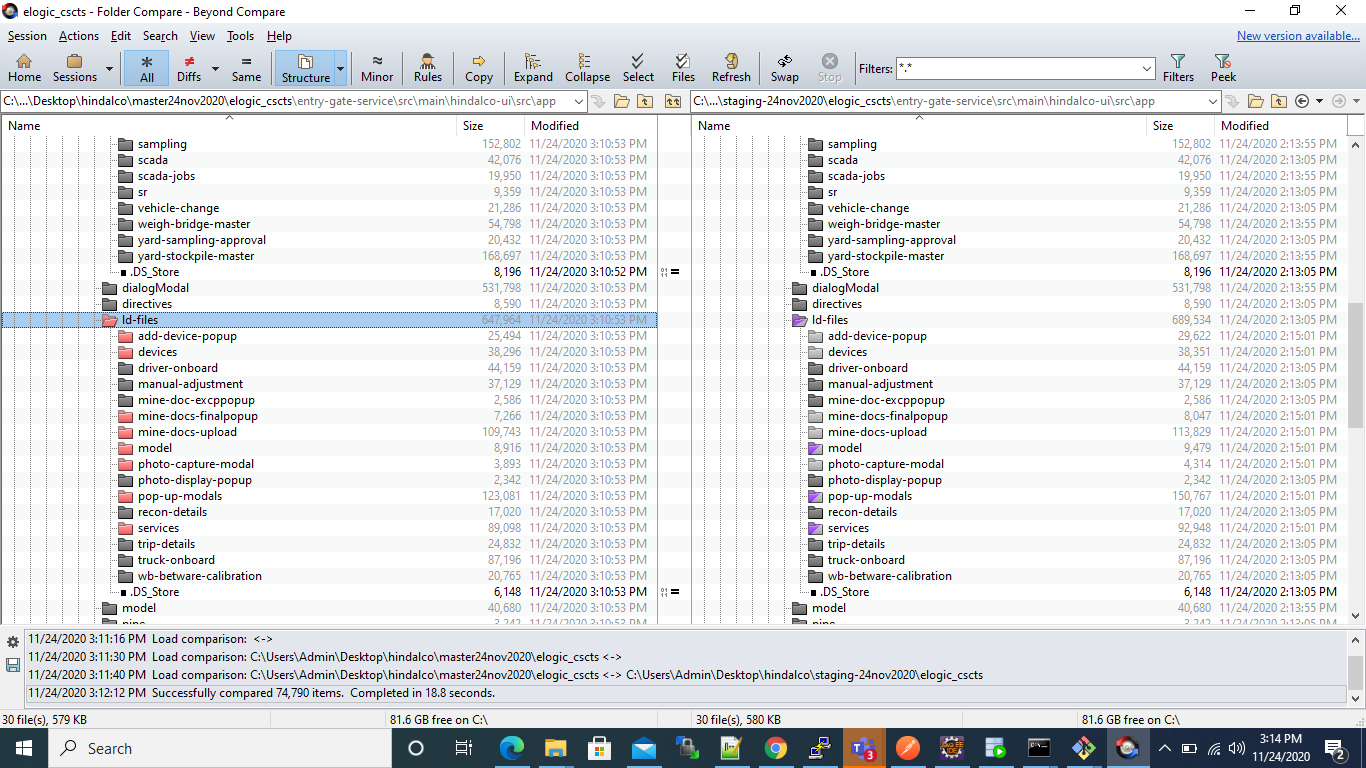 elogic_cscts - Folder Compare - Beyond Compare
Session Actions Edit Search View Tools Help New version available...
Home Sessions All Diffs Same Structure Minor Rules Copy Expand Collapse Select Files Refresh Swap Stop Filters: *.* Filters Peek
C:\...\Desktop\hindalco\master24nov2020\elogic_cscts\entry-gate-service\src\main\hindalco-ui\src\app C:\...\staging-24nov2020\elogic_cscts\entry-gate-service\src\main\hindalco-ui\src\app
Name Size Modified Name Size Modified
sampling 152,802 11/24/2020 3:10:53 PM sampling 152,802 11/24/2020 2:13:55 PM
scada 42,076 11/24/2020 3:10:53 PM scada 42,076 11/24/2020 2:13:05 PM
scada-jobs 19,950 11/24/2020 3:10:53 PM scada-jobs 19,950 11/24/2020 2:13:55 PM
sr 9,359 11/24/2020 3:10:53 PM sr 9,359 11/24/2020 2:13:05 PM
vehicle-change 21,286 11/24/2020 3:10:53 PM vehicle-change 21,286 11/24/2020 2:13:55 PM
weigh-bridge-master 54,798 11/24/2020 3:10:53 PM weigh-bridge-master 54,798 11/24/2020 2:13:55 PM
yard-sampling-approval 20,432 11/24/2020 3:10:53 PM yard-sampling-approval 20,432 11/24/2020 2:13:05 PM
yard-stockpile-master 168,697 11/24/2020 3:10:53 PM yard-stockpile-master 168,697 11/24/2020 2:13:55 PM
.DS_Store 8,196 11/24/2020 3:10:52 PM = .DS_Store 8,196 11/24/2020 2:13:05 PM
dialogModal 531,798 11/24/2020 3:10:53 PM dialogModal 531,798 11/24/2020 2:13:55 PM
directives 8,590 11/24/2020 3:10:53 PM directives 8,590 11/24/2020 2:13:05 PM
ld-files 647,964 11/24/2020 3:10:53 PM ld-files 689,534 11/24/2020 2:15:01 PM
add-device-popup 25,494 11/24/2020 3:10:53 PM add-device-popup 29,622 11/24/2020 2:15:01 PM
devices 38,296 11/24/2020 3:10:53 PM devices 38,351 11/24/2020 2:15:01 PM
driver-onboard 44,159 11/24/2020 3:10:53 PM driver-onboard 44,159 11/24/2020 2:13:05 PM
manual-adjustment 37,129 11/24/2020 3:10:53 PM manual-adjustment 37,129 11/24/2020 2:13:05 PM
mine-doc-excppopup 2,586 11/24/2020 3:10:53 PM mine-doc-excppopup 2,586 11/24/2020 2:13:05 PM
mine-docs-finalpopup 7,266 11/24/2020 3:10:53 PM mine-docs-finalpopup 8,047 11/24/2020 2:15:01 PM
mine-docs-upload 109,743 11/24/2020 3:10:53 PM mine-docs-upload 113,829 11/24/2020 2:15:01 PM
model 8,916 11/24/2020 3:10:53 PM model 9,479 11/24/2020 2:15:01 PM
photo-capture-modal 3,893 11/24/2020 3:10:53 PM photo-capture-modal 4,314 11/24/2020 2:15:01 PM
photo-display-popup 2,342 11/24/2020 3:10:53 PM photo-display-popup 2,342 11/24/2020 2:13:05 PM
pop-up-modals 123,081 11/24/2020 3:10:53 PM pop-up-modals 150,767 11/24/2020 2:15:01 PM
recon-details 17,020 11/24/2020 3:10:53 PM recon-details 17,020 11/24/2020 2:13:05 PM
services 89,098 11/24/2020 3:10:53 PM services 92,948 11/24/2020 2:15:01 PM
trip-details 24,832 11/24/2020 3:10:53 PM trip-details 24,832 11/24/2020 2:13:05 PM
truck-onboard 87,196 11/24/2020 3:10:53 PM truck-onboard 87,196 11/24/2020 2:13:05 PM
wb-betware-calibration 20,765 11/24/2020 3:10:53 PM wb-betware-calibration 20,765 11/24/2020 2:13:05 PM
.DS_Store 6,148 11/24/2020 3:10:53 PM = .DS_Store 6,148 11/24/2020 2:13:05 PM
model 40,680 11/24/2020 3:10:53 PM model 40,680 11/24/2020 2:13:55 PM
11/24/2020 3:11:16 PM Load comparison: <->
11/24/2020 3:11:30 PM Load comparison: C:\Users\Admin\Desktop\hindalco\master24nov2020\elogic_cscts <->
11/24/2020 3:11:40 PM Load comparison: C:\Users\Admin\Desktop\hindalco\master24nov2020\elogic_cscts <-> C:\Users\Admin\Desktop\hindalco\staging-24nov2020\elogic_cscts
11/24/2020 3:12:12 PM Successfully compared 74,790 items. Completed in 18.8 seconds.
30 file(s), 579 KB 81.6 GB free on C:\ 30 file(s), 580 KB 81.6 GB free on C:\
Search 3 3:14 PM
11/24/2020 2